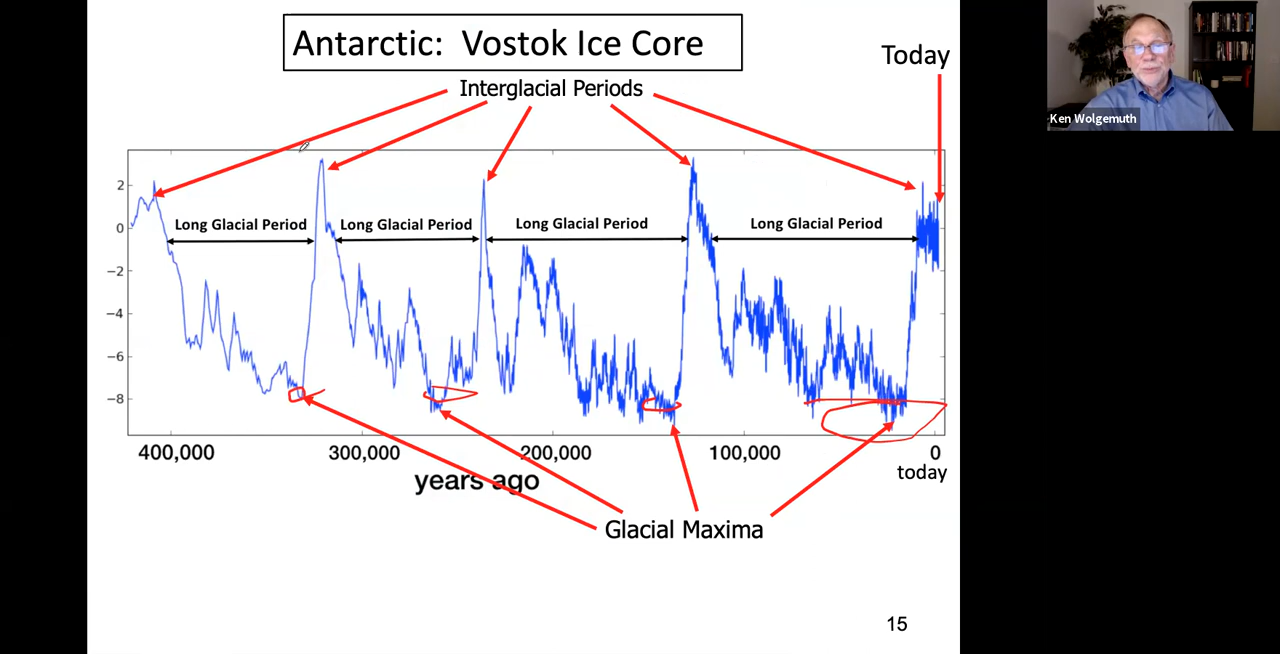 Antarctic: Vostok Ice Core
Today
Interglacial Periods
Ken Wolgemuth
2
0
−2
−4
−6
−8
Long Glacial Period
Long Glacial Period
Long Glacial Period
Long Glacial Period
400,000
300,000
200,000
100,000
0
today
years ago
Glacial Maxima
15